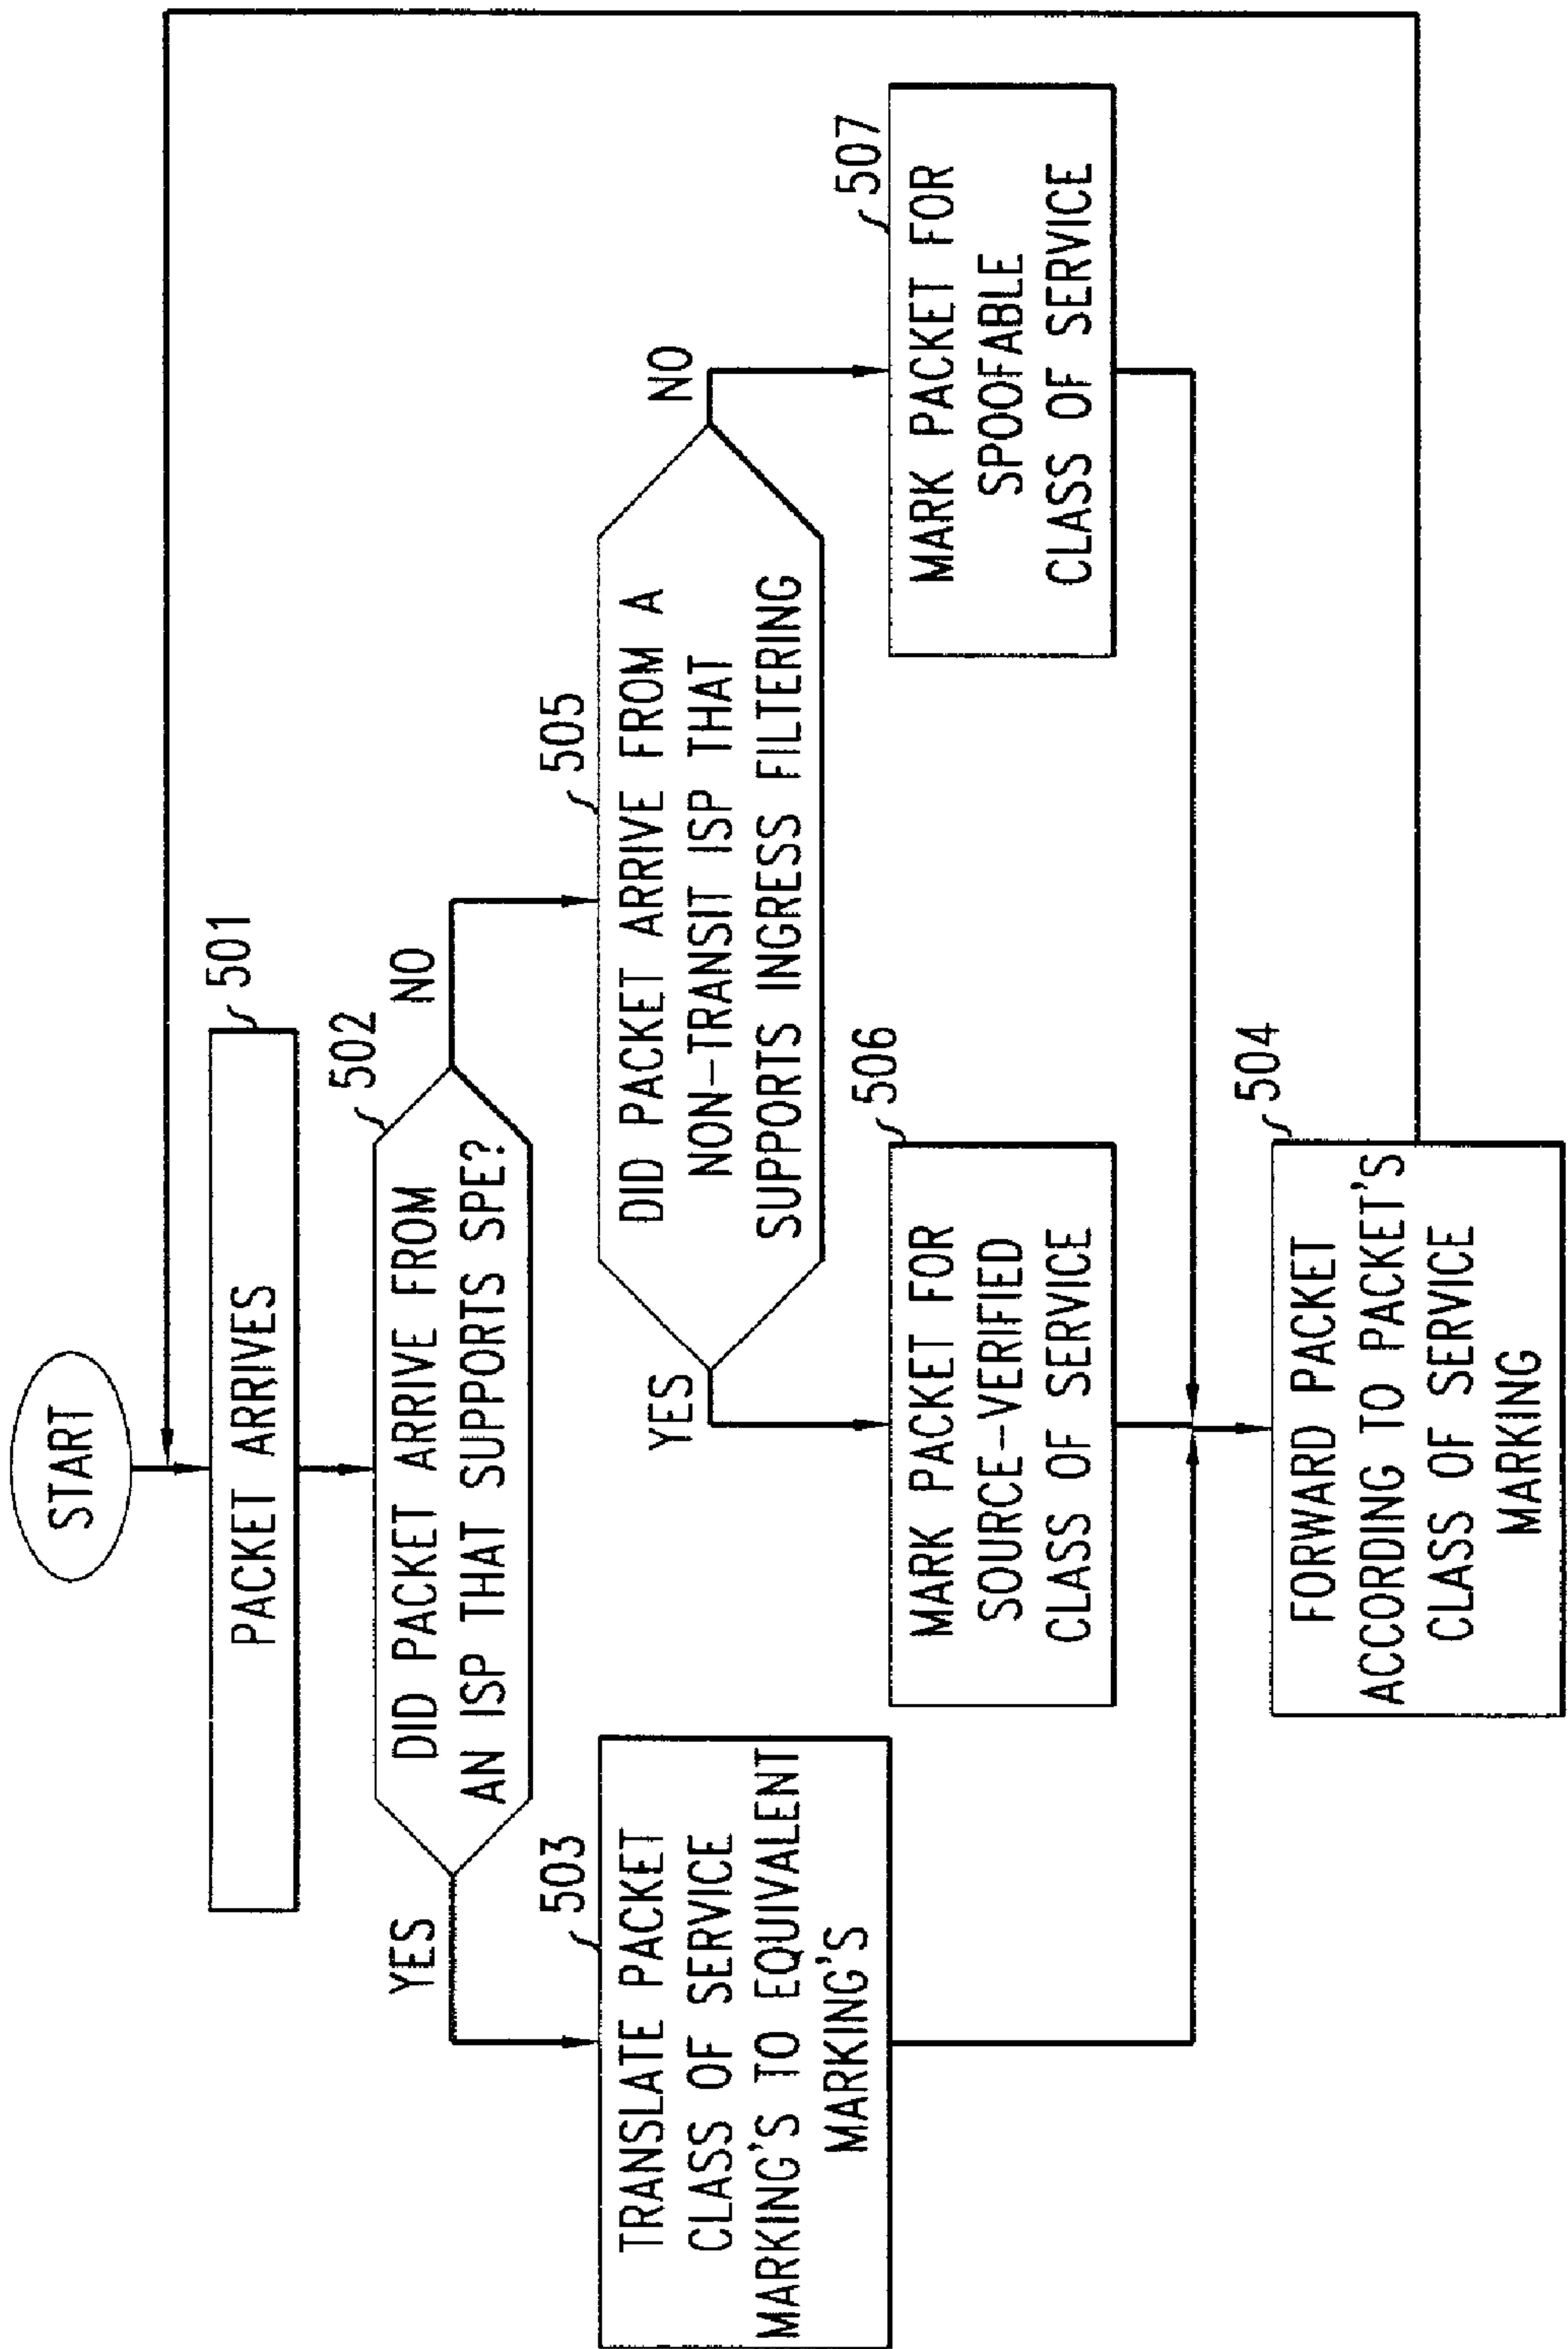 START
501
PACKET ARRIVES
502
DID PACKET ARRIVE FROM
AN ISP THAT SUPPORTS SPE?
YES
NO
503
TRANSLATE PACKET
CLASS OF SERVICE
MARKING'S TO EQUIVALENT
MARKING'S
505
DID PACKET ARRIVE FROM A
NON-TRANSIT ISP THAT
SUPPORTS INGRESS FILTERING
YES
NO
506
MARK PACKET FOR
SOURCE-VERIFIED
CLASS OF SERVICE
507
MARK PACKET FOR
SPOOFABLE
CLASS OF SERVICE
504
FORWARD PACKET
ACCORDING TO PACKET'S
CLASS OF SERVICE
MARKING